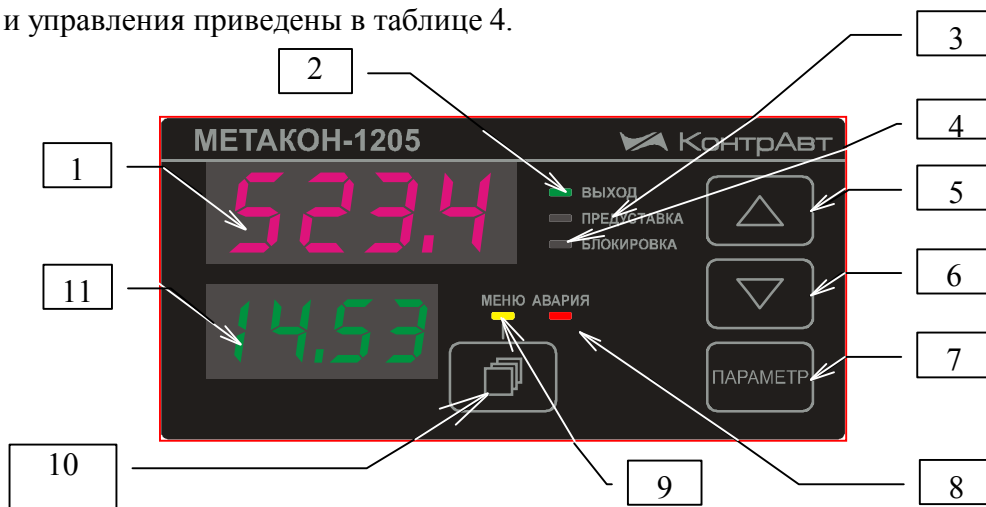 и управления приведены в таблице 4.
3
2
4
МЕТАКОН-1205
КонтрАвт
1
523.4
ВЫХОД
ПРЕДУСТАВКА
БЛОКИРОВКА
5
6
11
14.53
МЕНЮ АВАРИЯ
ПАРАМЕТР
7
10
9
8